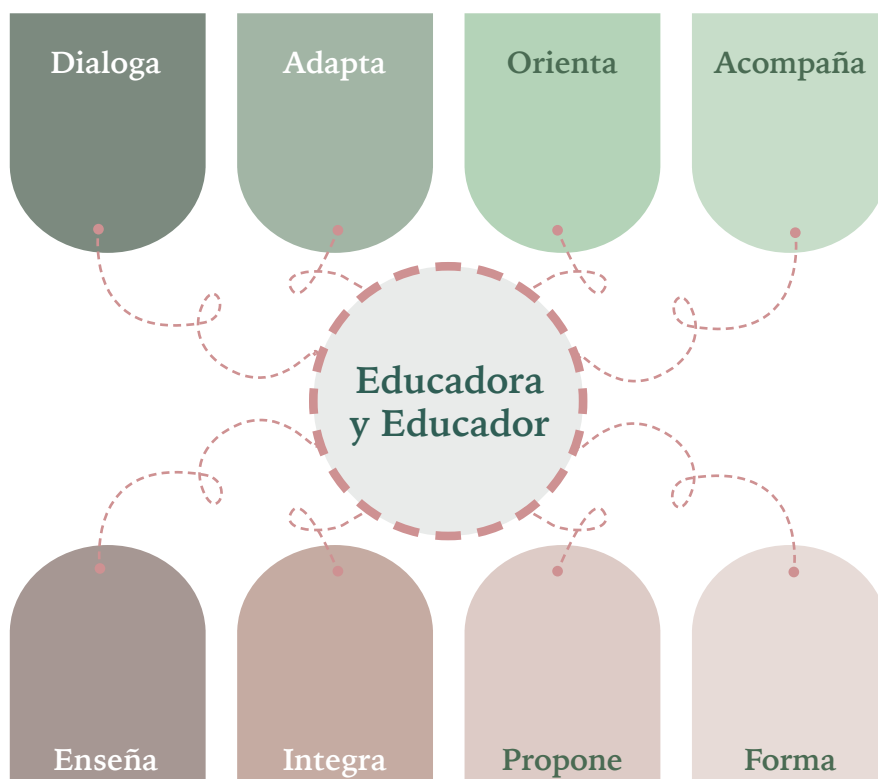 Dialoga
Adapta
Orienta
Acompaña
Educadora
y Educador
Enseña
Integra
Propone
Forma